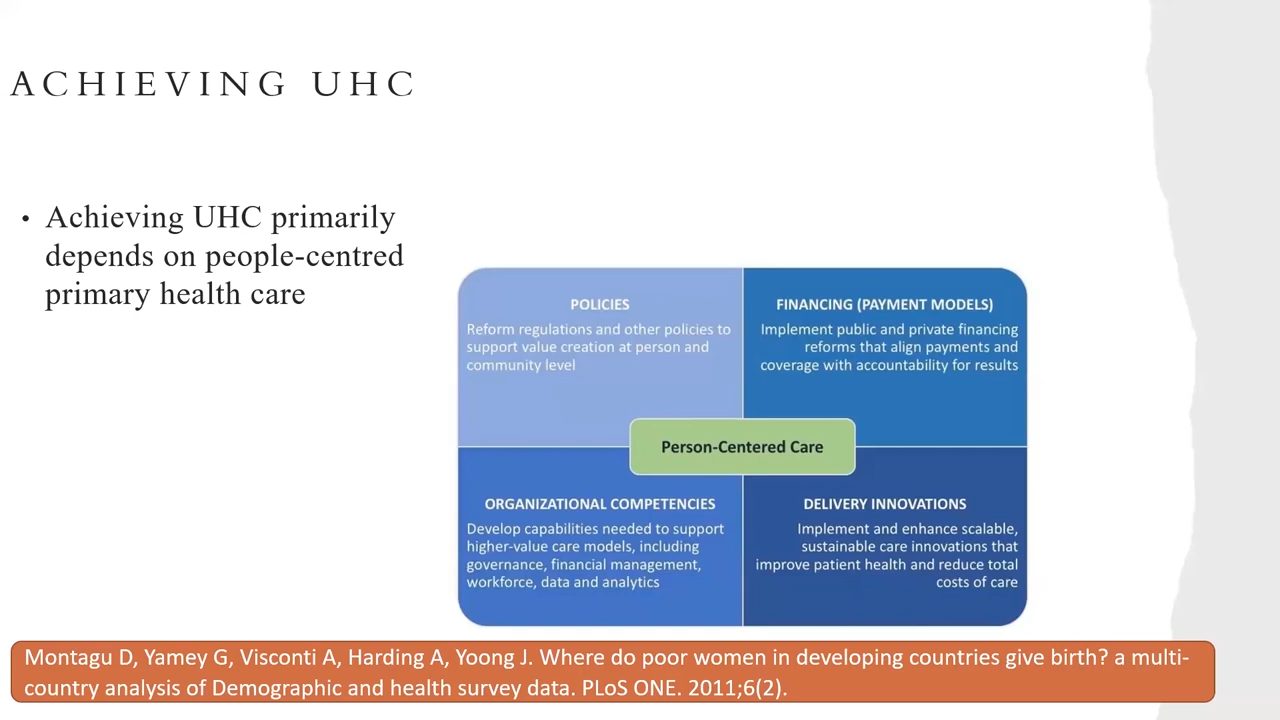 ACHIEVING UHC
• Achieving UHC primarily
depends on people-centred
primary health care
POLICIES
Reform regulations and other policies to
support value creation at person and
community level
FINANCING (PAYMENT MODELS)
Implement public and private financing
reforms that align payments and
coverage with accountability for results
Person-Centered Care
ORGANIZATIONAL COMPETENCIES
Develop capabilities needed to support
higher-value care models, including
governance, financial management,
workforce, data and analytics
DELIVERY INNOVATIONS
Implement and enhance scalable,
sustainable care innovations that
improve patient health and reduce total
costs of care
Montagu D, Yamey G, Visconti A, Harding A, Yoong J. Where do poor women in developing countries give birth? a multi-
country analysis of Demographic and health survey data. PLoS ONE. 2011;6(2).